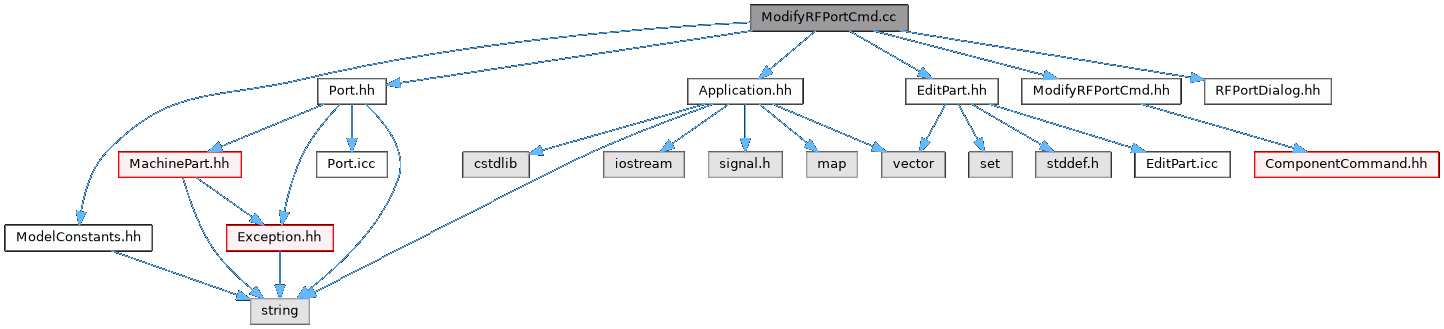 ModifyRFPortCmd.cc
Port.hh
Application.hh
EditPart.hh
ModifyRFPortCmd.hh
RFPortDialog.hh
MachinePart.hh
Port.icc
cstdlib
iostream
signal.h
map
vector
set
stddef.h
EditPart.icc
ComponentCommand.hh
ModelConstants.hh
Exception.hh
string